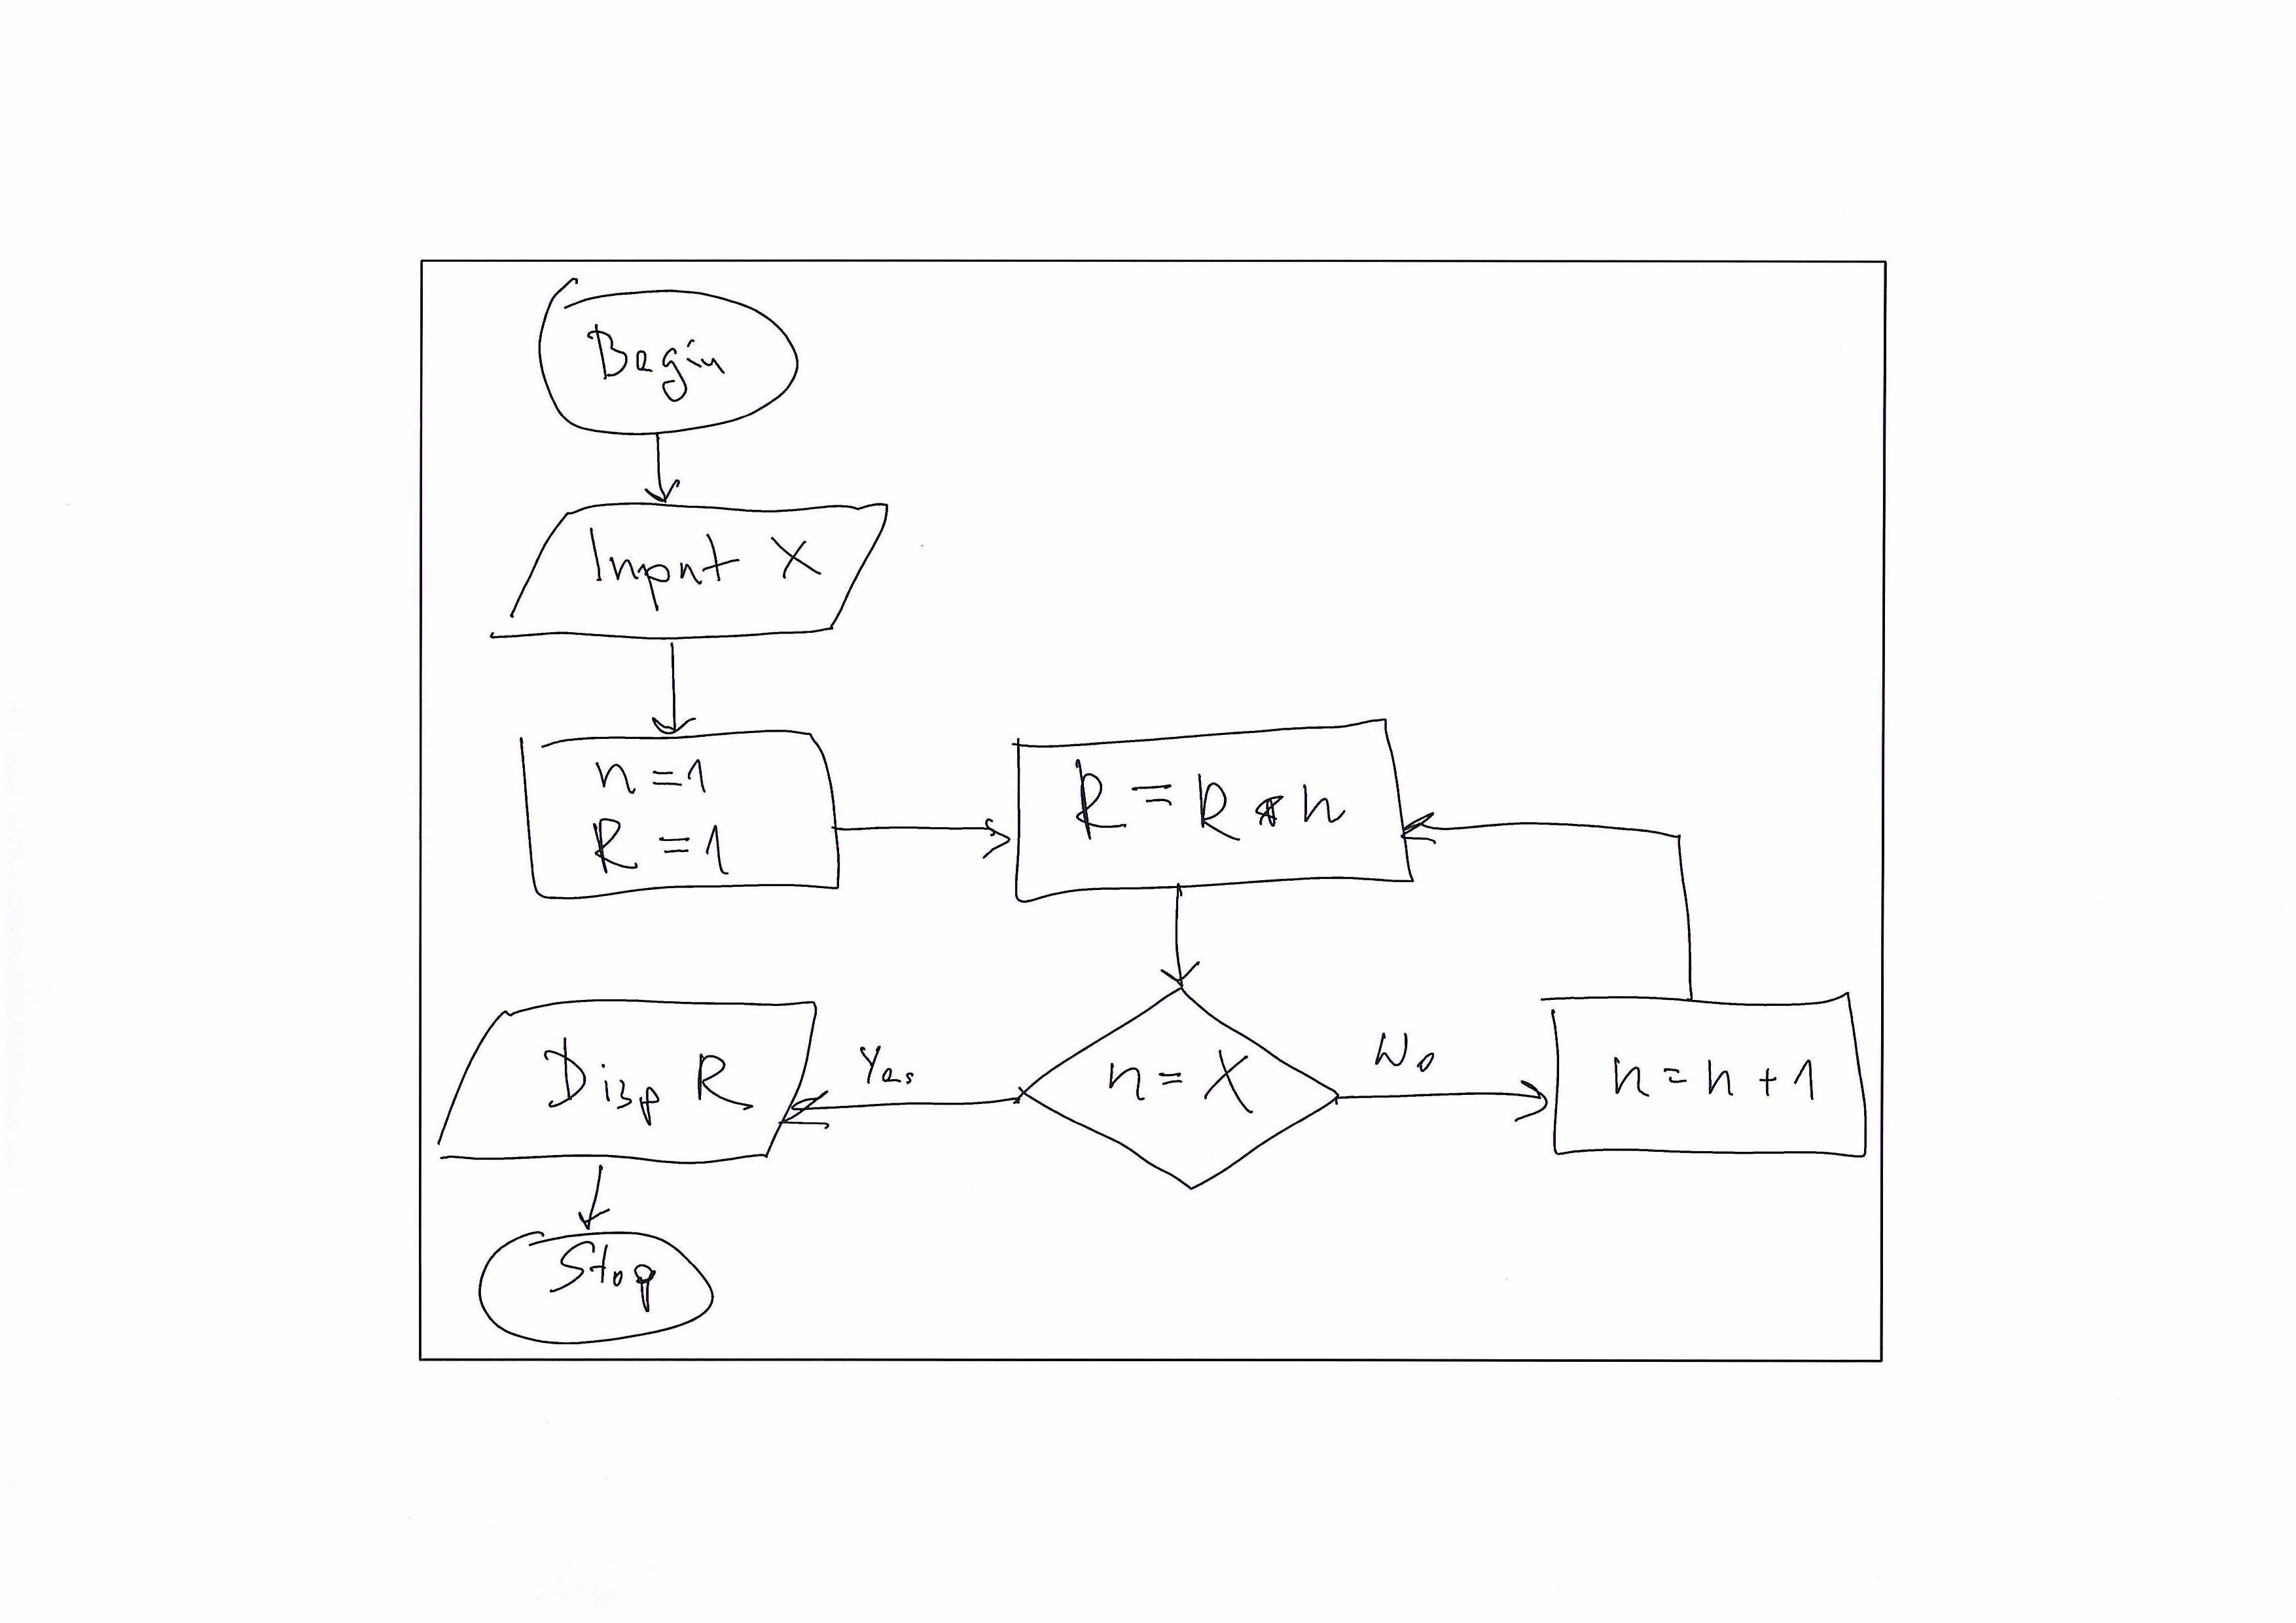 Begin
Input X
n = 1
R = 1
R = R * n
n = X
Yes
No
n = n + 1
Disp R
Stop